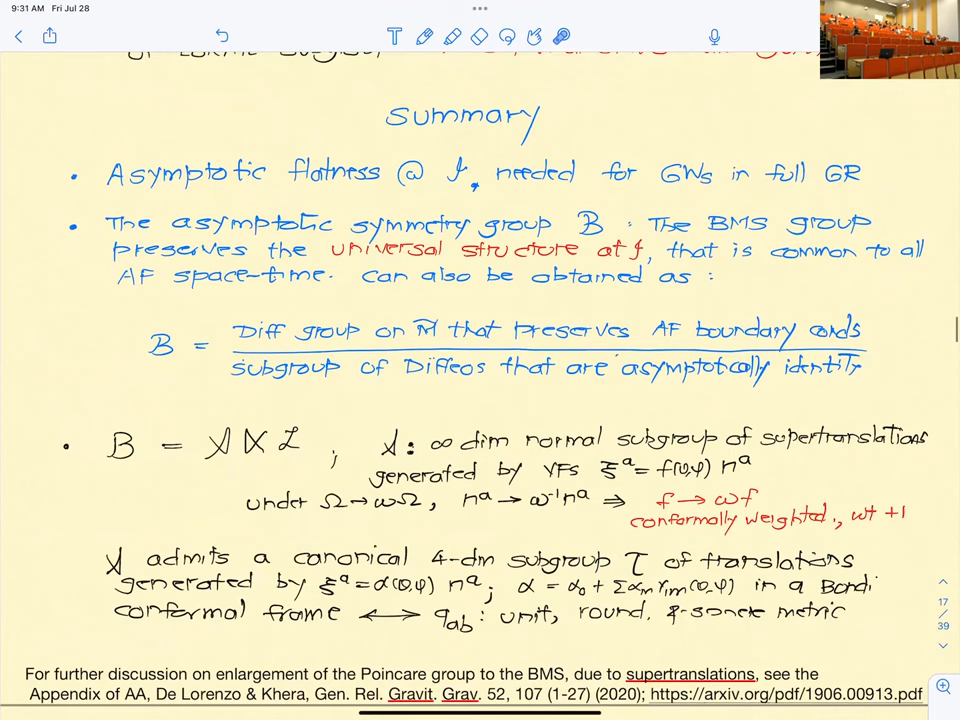 9:31 AM Fri Jul 28
Summary
• Asymptotic flatness @ ℐ, needed for GWs in full GR
• The asymptotic symmetry group B : The BMS group
preserves the universal structure at ℐ, that is common to all
AF space-time. Can also be obtained as :
B = Diff group on M̃ that preserves AF boundary conds
subgroup of Diffeos that are asymptotically identity
• B = 𝒮 ⋉ ℒ ; 𝒮 : ∞ dim normal subgroup of supertranslations
generated by VFs ξᵃ = f(θ,φ) nᵃ
under Ω → ωΩ, nᵃ → ω⁻¹nᵃ ⇒ f → ωf
conformally weighted, wt +1
𝒮 admits a canonical 4-dim subgroup 𝒯 of translations
generated by ξᵃ = α(θ,φ) nᵃ; α = α₀ + Σαₘ Y₁ₘ(θ,φ) in a Bondi
conformal frame ⟷ q_ab : unit, round, 2-sphere metric
17
/
39
For further discussion on enlargement of the Poincare group to the BMS, due to supertranslations, see the
Appendix of AA, De Lorenzo & Khera, Gen. Rel. Gravit. Grav. 52, 107 (1-27) (2020); https://arxiv.org/pdf/1906.00913.pdf